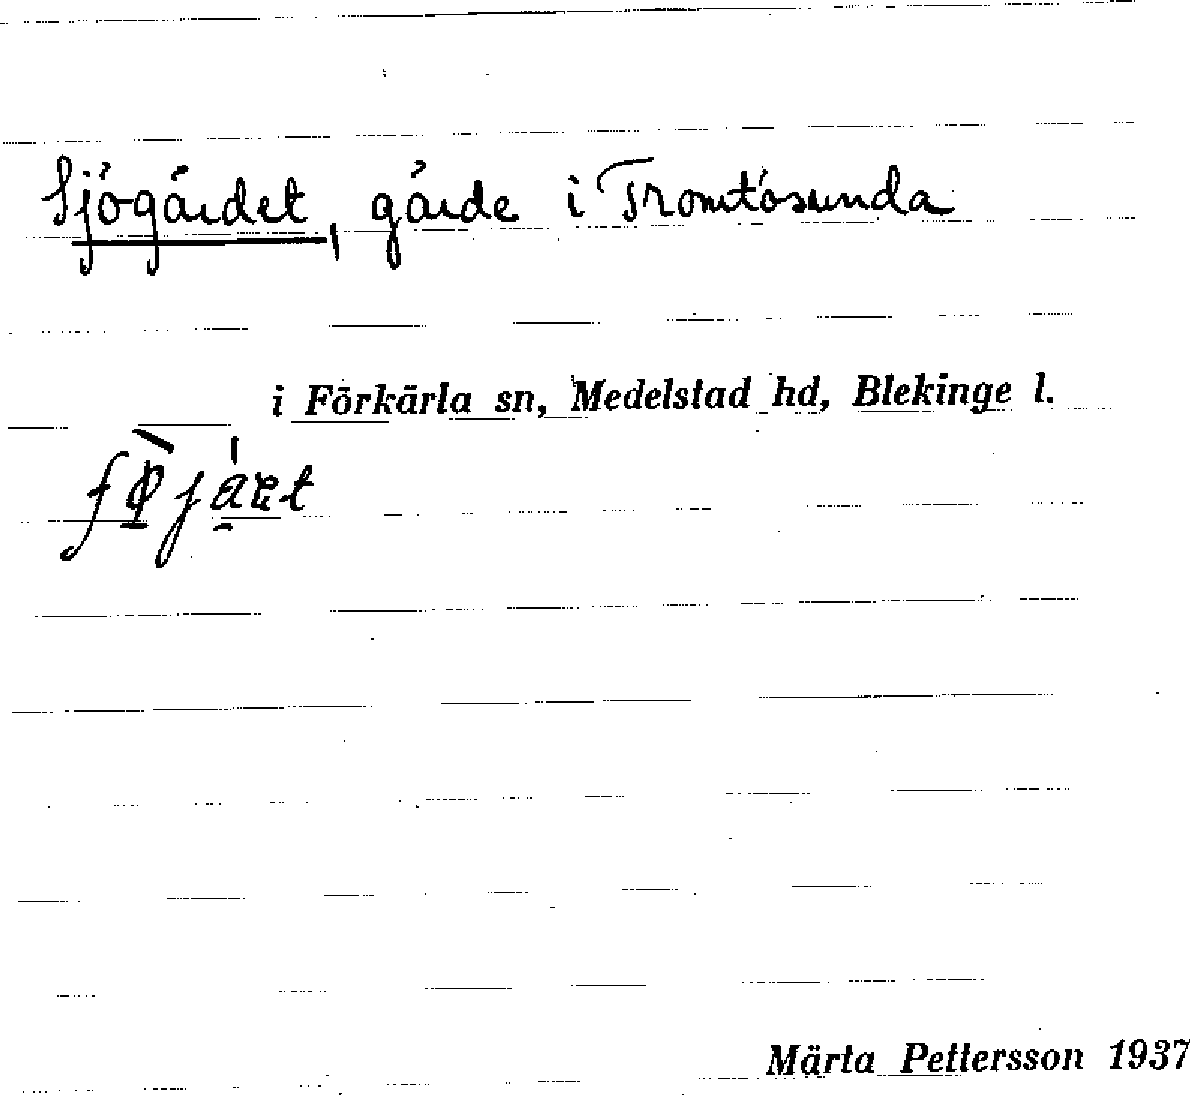 Sjögärdet, gärde i Tromtösunda
i Förkärla sn, Medelstad hd, Blekinge l.
Märta Pettersson 1937